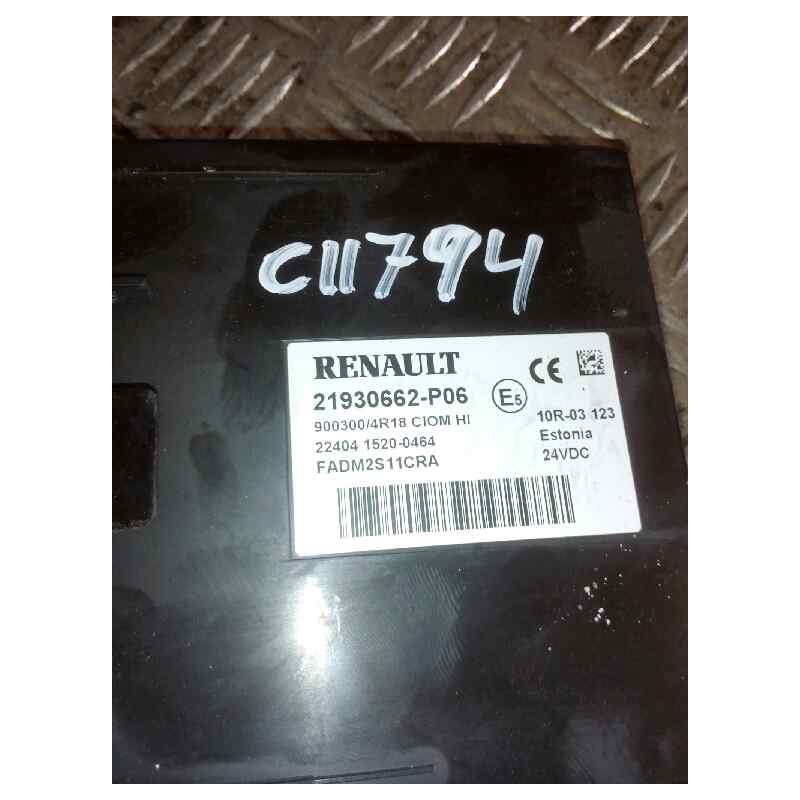 C11794
RENAULT
CE
21930662-P06
E5
900300/4R18 CIOM HI
10R-03 123
22404 1520-0464
Estonia
FADM2S11CRA
24VDC